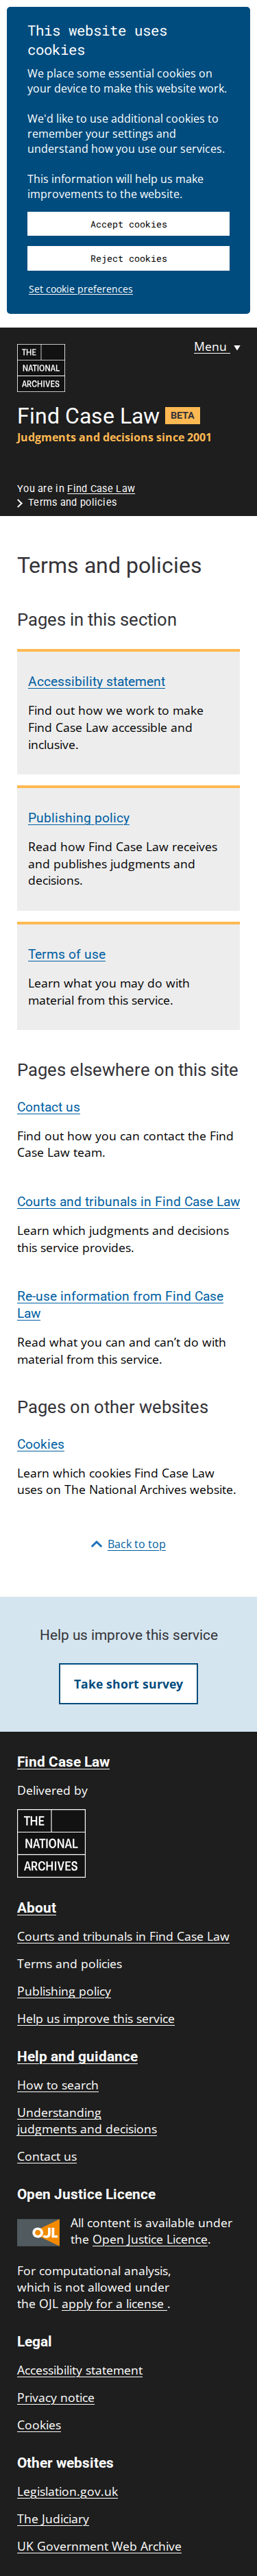 This website uses
cookies
We place some essential cookies on
your device to make this website work.
We'd like to use additional cookies to
remember your settings and
understand how you use our services.
This information will help us make
improvements to the website.
Accept cookies
Reject cookies
Set cookie preferences
THE
NATIONAL
ARCHIVES
Menu
Find Case Law BETA
Judgments and decisions since 2001
You are in Find Case Law
Terms and policies
Terms and policies
Pages in this section
Accessibility statement
Find out how we work to make
Find Case Law accessible and
inclusive.
Publishing policy
Read how Find Case Law receives
and publishes judgments and
decisions.
Terms of use
Learn what you may do with
material from this service.
Pages elsewhere on this site
Contact us
Find out how you can contact the Find
Case Law team.
Courts and tribunals in Find Case Law
Learn which judgments and decisions
this service provides.
Re-use information from Find Case
Law
Read what you can and can’t do with
material from this service.
Pages on other websites
Cookies
Learn which cookies Find Case Law
uses on The National Archives website.
Back to top
Help us improve this service
Take short survey
Find Case Law
Delivered by
THE
NATIONAL
ARCHIVES
About
Courts and tribunals in Find Case Law
Terms and policies
Publishing policy
Help us improve this service
Help and guidance
How to search
Understanding
judgments and decisions
Contact us
Open Justice Licence
OJL
All content is available under
the Open Justice Licence.
For computational analysis,
which is not allowed under
the OJL apply for a license .
Legal
Accessibility statement
Privacy notice
Cookies
Other websites
Legislation.gov.uk
The Judiciary
UK Government Web Archive